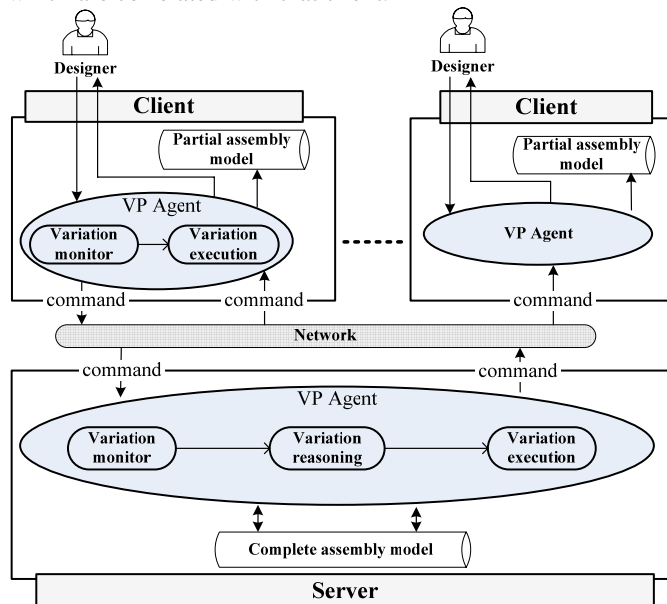 Designer
Designer
Client
Client
Partial assembly
model
Partial assembly
model
VP Agent
Variation
monitor
Variation
execution
VP Agent
command
command
command
Network
command
command
VP Agent
Variation
monitor
Variation
reasoning
Variation
execution
Complete assembly model
Server